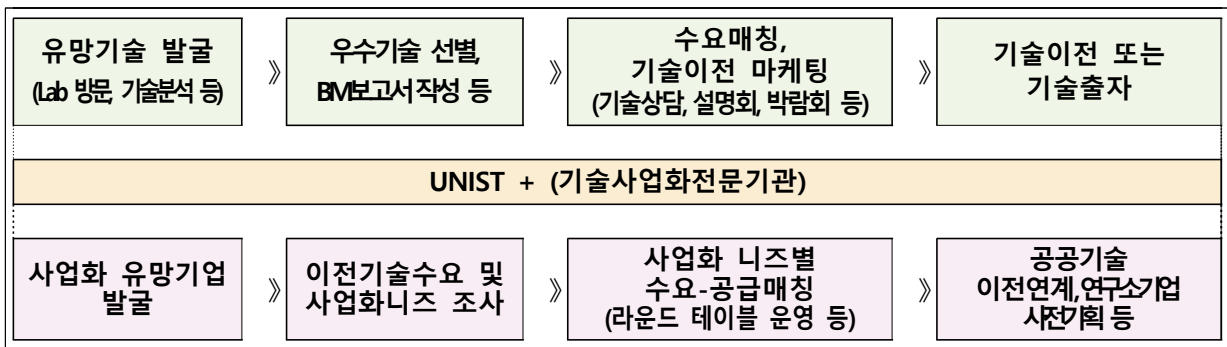 유망기술 발굴
(Lab 방문, 기술분석 등)
》
우수기술 선별,
BM보고서 작성 등
》
수요매칭,
기술이전 마케팅
(기술상담, 설명회, 박람회 등)
》
기술이전 또는
기술출자
UNIST + (기술사업화전문기관)
사업화 유망기업
발굴
》
이전기술수요 및
사업화니즈 조사
》
사업화 니즈별
수요-공급매칭
(라운드 테이블 운영 등)
》
공공기술
이전연계,연구소기업
사전기획 등